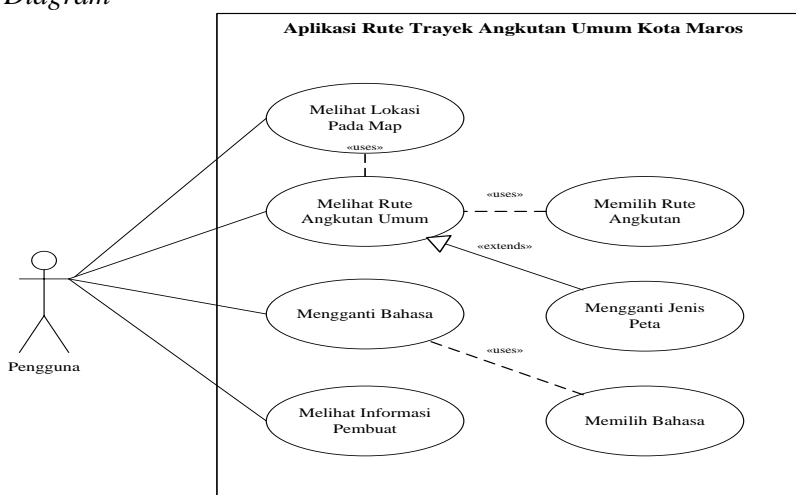 Diagram
Aplikasi Rute Trayek Angkutan Umum Kota Maros
Melihat Lokasi
Pada Map
«uses»
Melihat Rute
Angkutan Umum
«uses»
Memilih Rute
Angkutan
«extends»
Mengganti Bahasa
Mengganti Jenis
Peta
«uses»
Pengguna
Melihat Informasi
Pembuat
Memilih Bahasa